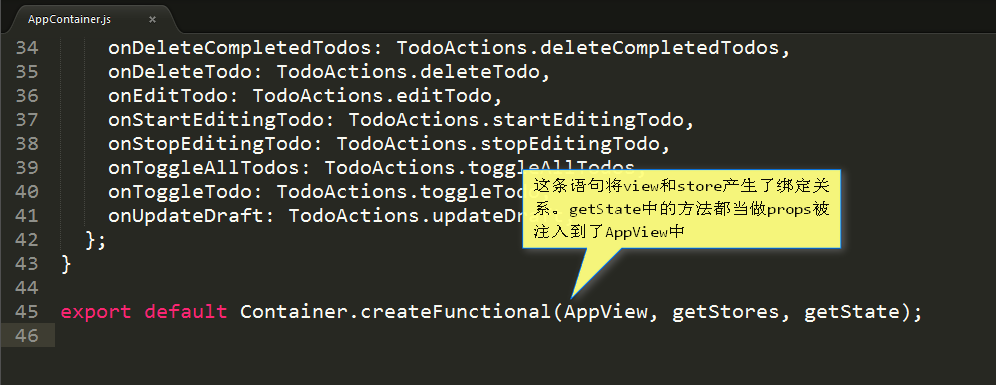 AppContainer.js ×
34 onDeleteCompletedTodos: TodoActions.deleteCompletedTodos,
35 onDeleteTodo: TodoActions.deleteTodo,
36 onEditTodo: TodoActions.editTodo,
37 onStartEditingTodo: TodoActions.startEditingTodo,
38 onStopEditingTodo: TodoActions.stopEditingTodo,
39 onToggleAllTodos: TodoActions.toggleAllTodos,
40 onToggleTodo: TodoActions.toggleTod
41 onUpdateDraft: TodoActions.updateDr
这条语句将view和store产生了绑定关
系。getState中的方法都当做props被
注入到了AppView中
42 };
43 }
44
45 export default Container.createFunctional(AppView, getStores, getState);
46